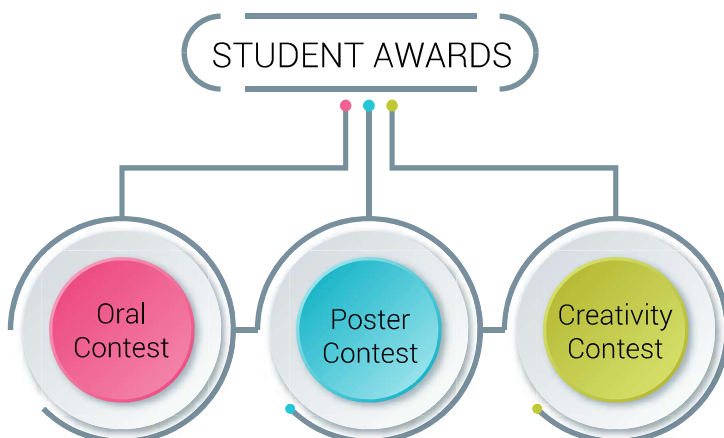 STUDENT AWARDS
Oral
Contest
Poster
Contest
Creativity
Contest